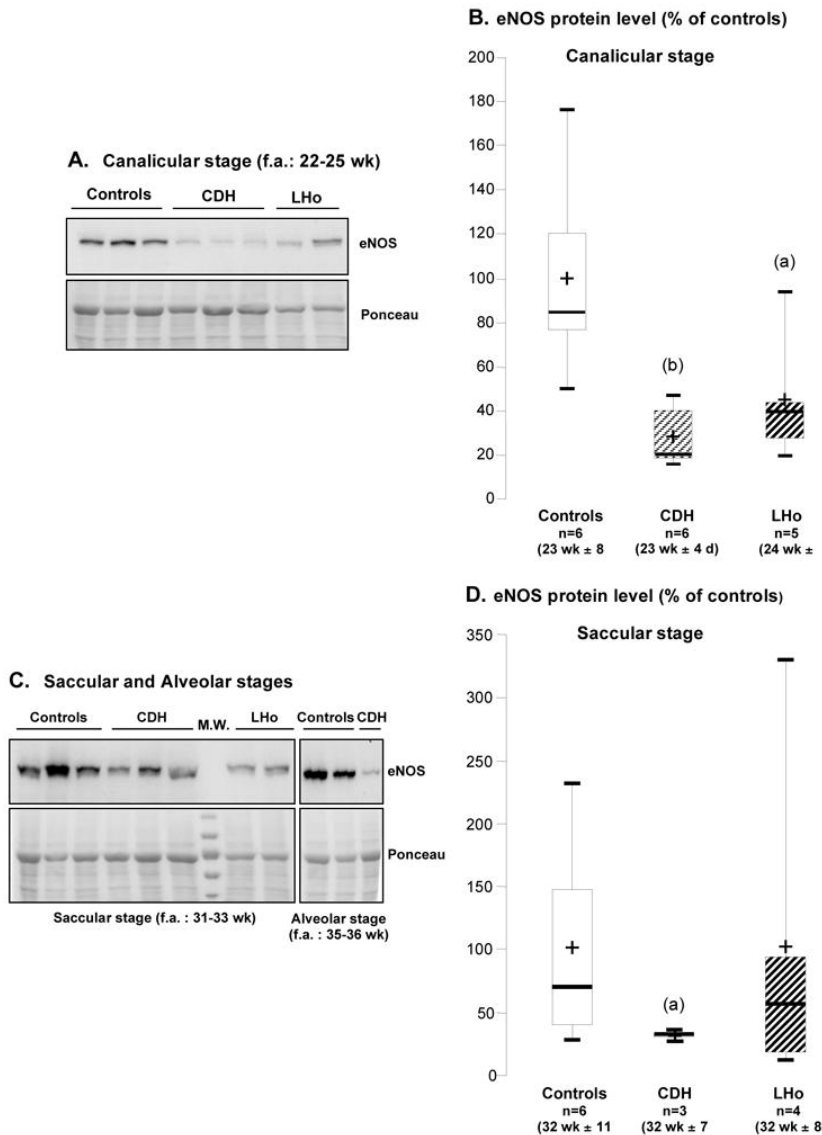 A. Canalicular stage (f.a.: 22-25 wk)
Controls CDH LHo
eNOS
Ponceau
B. eNOS protein level (% of controls)
Canalicular stage
200
180
160
140
120
100
80
60
40
20
0
(b)
(a)
Controls CDH LHo
n=6 n=6 n=5
(23 wk ± 8 (23 wk ± 4 d) (24 wk ±
C. Saccular and Alveolar stages
Controls CDH M.W. LHo Controls CDH
eNOS
Ponceau
Saccular stage (f.a. : 31-33 wk)
Alveolar stage
(f.a. : 35-36 wk)
D. eNOS protein level (% of controls)
Saccular stage
350
300
250
200
150
100
50
0
(a)
Controls CDH LHo
n=6 n=3 n=4
(32 wk ± 11 (32 wk ± 7 (32 wk ± 8